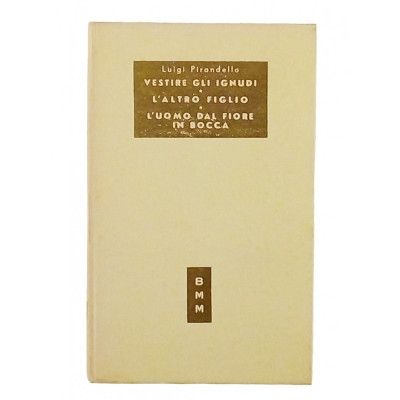 Luigi Pirandello
VESTIRE GLI IGNUDI
•
L'ALTRO FIGLIO
•
L'UOMO DAL FIORE
IN BOCCA
B
M
M